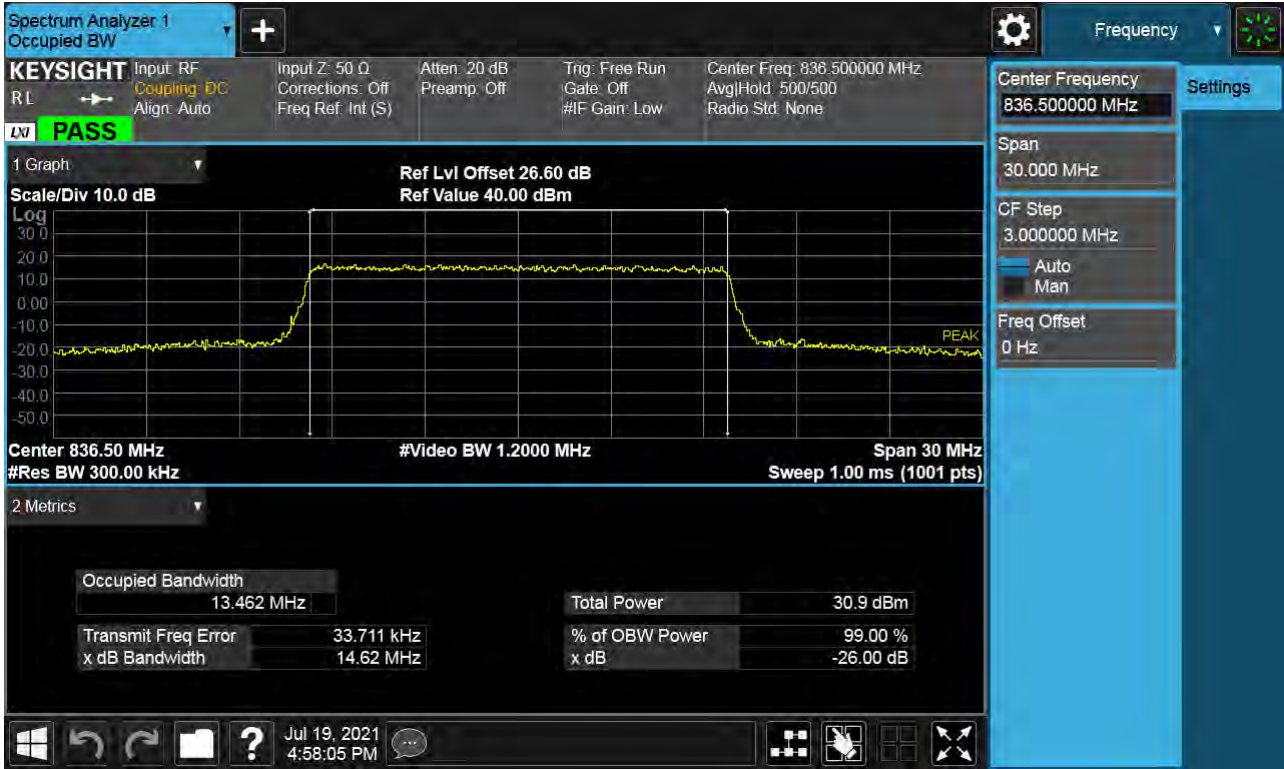 Spectrum Analyzer 1
Occupied BW
Frequency
KEYSIGHT
RL
LXI
PASS
Input: RF
Coupling: DC
Align: Auto
Input Z: 50 Ω
Corrections: Off
Freq Ref: Int (S)
Atten: 20 dB
Preamp: Off
Trig: Free Run
Gate: Off
#IF Gain: Low
Center Freq: 836.500000 MHz
Avg|Hold: 500/500
Radio Std: None
Center Frequency
836.500000 MHz
Settings
Span
30.000 MHz
CF Step
3.000000 MHz
Auto
Man
Freq Offset
0 Hz
1 Graph
Scale/Div 10.0 dB
Ref Lvl Offset 26.60 dB
Ref Value 40.00 dBm
Log
30.0
20.0
10.0
0.00
-10.0
-20.0
-30.0
-40.0
-50.0
PEAK
Center 836.50 MHz
#Res BW 300.00 kHz
#Video BW 1.2000 MHz
Span 30 MHz
Sweep 1.00 ms (1001 pts)
2 Metrics
Occupied Bandwidth
13.462 MHz
Transmit Freq Error 33.711 kHz
x dB Bandwidth 14.62 MHz
Total Power 30.9 dBm
% of OBW Power 99.00 %
x dB -26.00 dB
?
Jul 19, 2021
4:58:05 PM